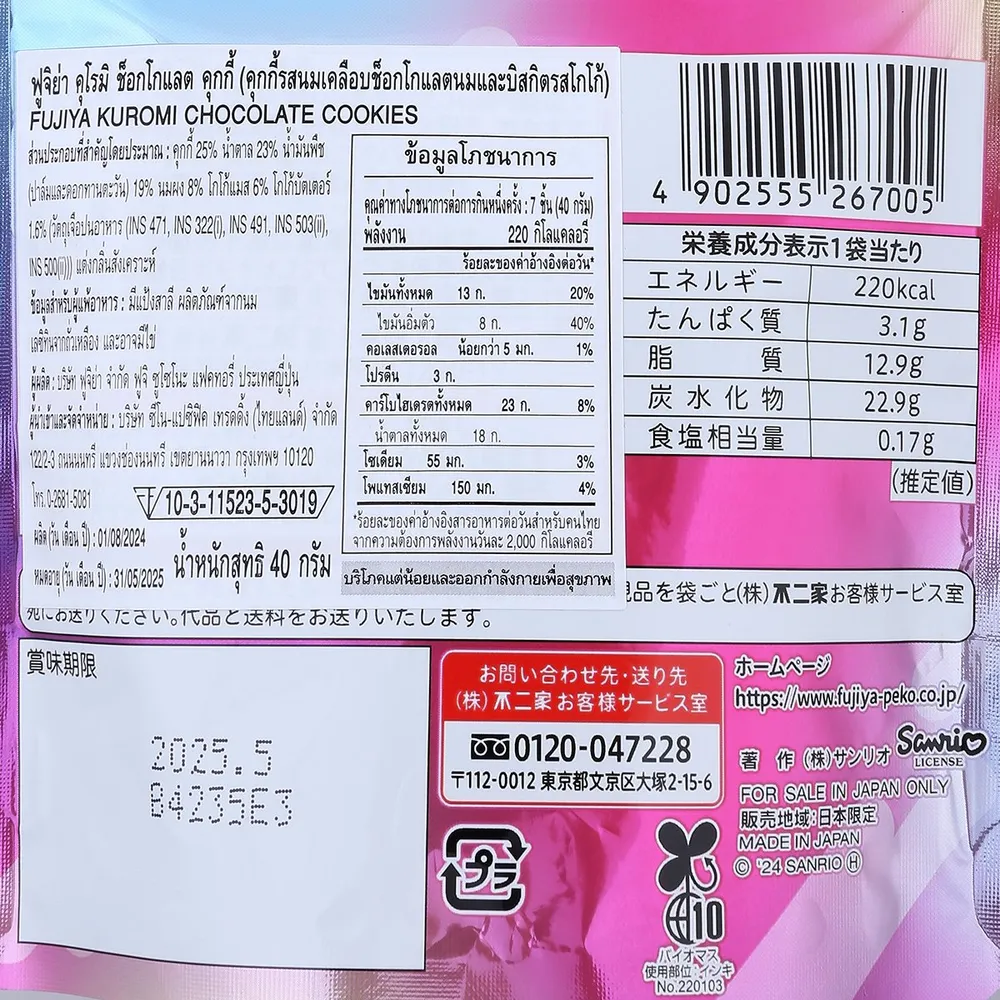 ฟูจิย่า คุโรมิ ช็อกโกแลต คุกกี้ (คุกกี้รสนมเคลือบช็อกโกแลตนมและบิสกิตรสโกโก้)
FUJIYA KUROMI CHOCOLATE COOKIES
ส่วนประกอบที่สำคัญโดยประมาณ : คุกกี้ 25% น้ำตาล 23% น้ำมันพืช
(ปาล์มและดอกทานตะวัน) 19% นมผง 8% โกโก้แมส 6% โกโก้บัตเตอร์
1.6% (วัตถุเจือปนอาหาร (INS 471, INS 322(i), INS 491, INS 503(ii),
INS 500(ii))) แต่งกลิ่นสังเคราะห์
ข้อมูลสำหรับผู้แพ้อาหาร : มีแป้งสาลี ผลิตภัณฑ์จากนม
เลซิทินจากถั่วเหลือง และอาจมีไข่
ผู้ผลิต : บริษัท ฟูจิย่า จำกัด ฟูจิ ซูโซโนะ แฟคทอรี่ ประเทศญี่ปุ่น
ผู้นำเข้าและจัดจำหน่าย : บริษัท ซีโน-แปซิฟิค เทรดดิ้ง (ไทยแลนด์) จำกัด
122/2-3 ถนนนนทรี แขวงช่องนนทรี เขตยานนาวา กรุงเทพฯ 10120
โทร. 0-2681-5081
10-3-11523-5-3019
ผลิต (วัน เดือน ปี) : 01/08/2024
หมดอายุ (วัน เดือน ปี) : 31/05/2025
น้ำหนักสุทธิ 40 กรัม
ข้อมูลโภชนาการ
คุณค่าทางโภชนาการต่อการกินหนึ่งครั้ง : 7 ชิ้น (40 กรัม)
พลังงาน 220 กิโลแคลอรี
ร้อยละของค่าอ้างอิงต่อวัน*
ไขมันทั้งหมด 13 ก. 20%
ไขมันอิ่มตัว 8 ก. 40%
คอเลสเตอรอล น้อยกว่า 5 มก. 1%
โปรตีน 3 ก.
คาร์โบไฮเดรตทั้งหมด 23 ก. 8%
น้ำตาลทั้งหมด 18 ก.
โซเดียม 55 มก. 3%
โพแทสเซียม 150 มก. 4%
*ร้อยละของค่าอ้างอิงสารอาหารต่อวันสำหรับคนไทย
จากความต้องการพลังงานวันละ 2,000 กิโลแคลอรี
บริโภคแต่น้อยและออกกำลังกายเพื่อสุขภาพ
4 902555 267005
栄養成分表示1袋当たり
エネルギー 220kcal
たんぱく質 3.1g
脂質 12.9g
炭水化物 22.9g
食塩相当量 0.17g
(推定値)
品を袋ごと(株)不二家お客様サービス室
宛にお送りください。代品と送料をお送りいたします。
賞味期限
2025.5
B4235E3
お問い合わせ先・送り先
(株)不二家お客様サービス室
0120-047228
〒112-0012 東京都文京区大塚2-15-6
ホームページ
https://www.fujiya-peko.co.jp/
著作 (株)サンリオ
Sanrio
LICENSE
FOR SALE IN JAPAN ONLY
販売地域:日本限定
MADE IN JAPAN
© '24 SANRIO Ⓗ
プラ
10
バイオマス
使用部位:インキ
No.220103